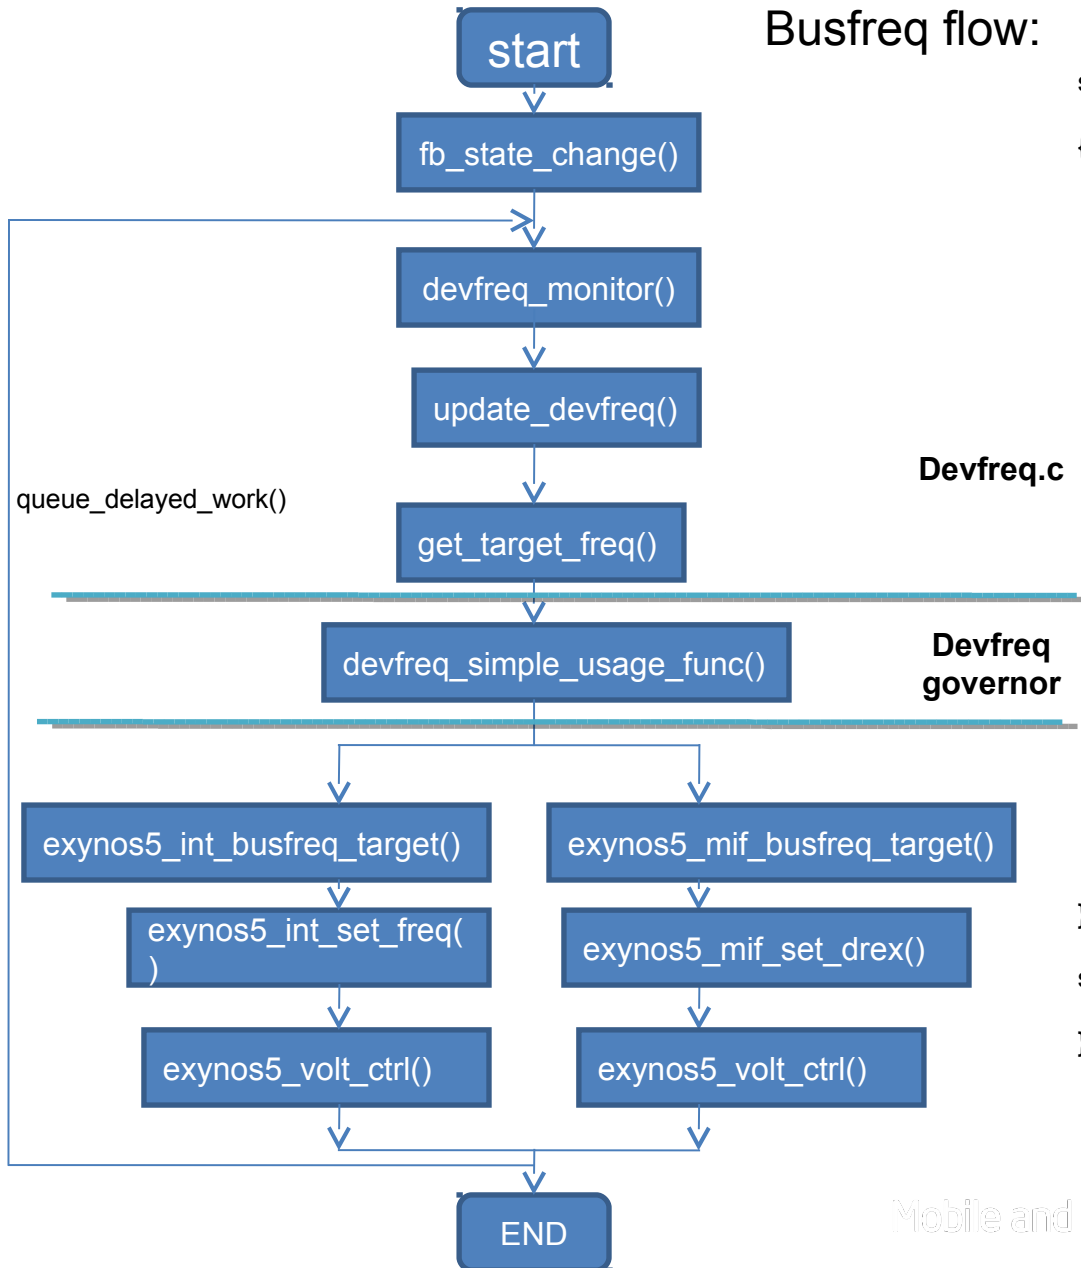 start
Busfreq flow:
s
fb_state_change()
devfreq_monitor()
update_devfreq()
Devfreq.c
queue_delayed_work()
get_target_freq()
devfreq_simple_usage_func()
Devfreq
governor
exynos5_int_busfreq_target()
exynos5_mif_busfreq_target()
exynos5_int_set_freq(
)
exynos5_mif_set_drex()
s
exynos5_volt_ctrl()
exynos5_volt_ctrl()
END
Mobile and